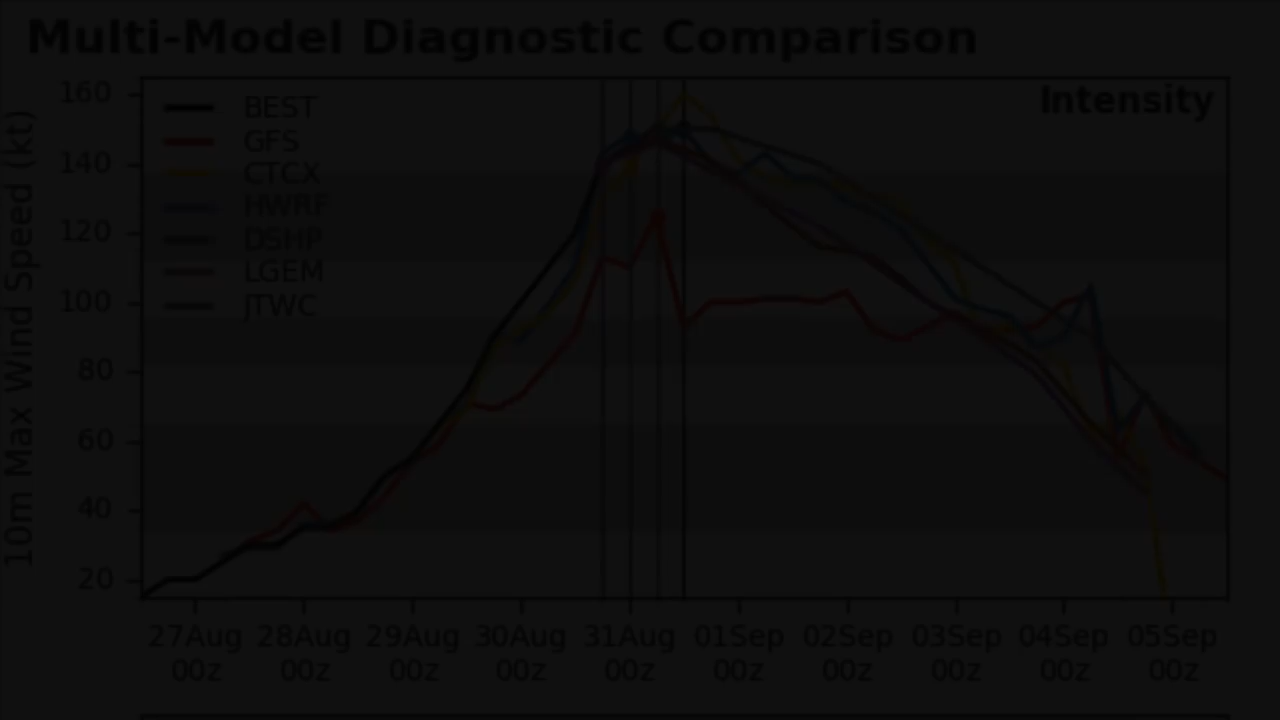 Multi-Model Diagnostic Comparison
Intensity
10m Max Wind Speed (kt)
160
140
120
100
80
60
40
20
BEST
GFS
CTCX
HWRF
DSHP
LGEM
JTWC
27Aug 28Aug 29Aug 30Aug 31Aug 01Sep 02Sep 03Sep 04Sep 05Sep
00z 00z 00z 00z 00z 00z 00z 00z 00z 00z